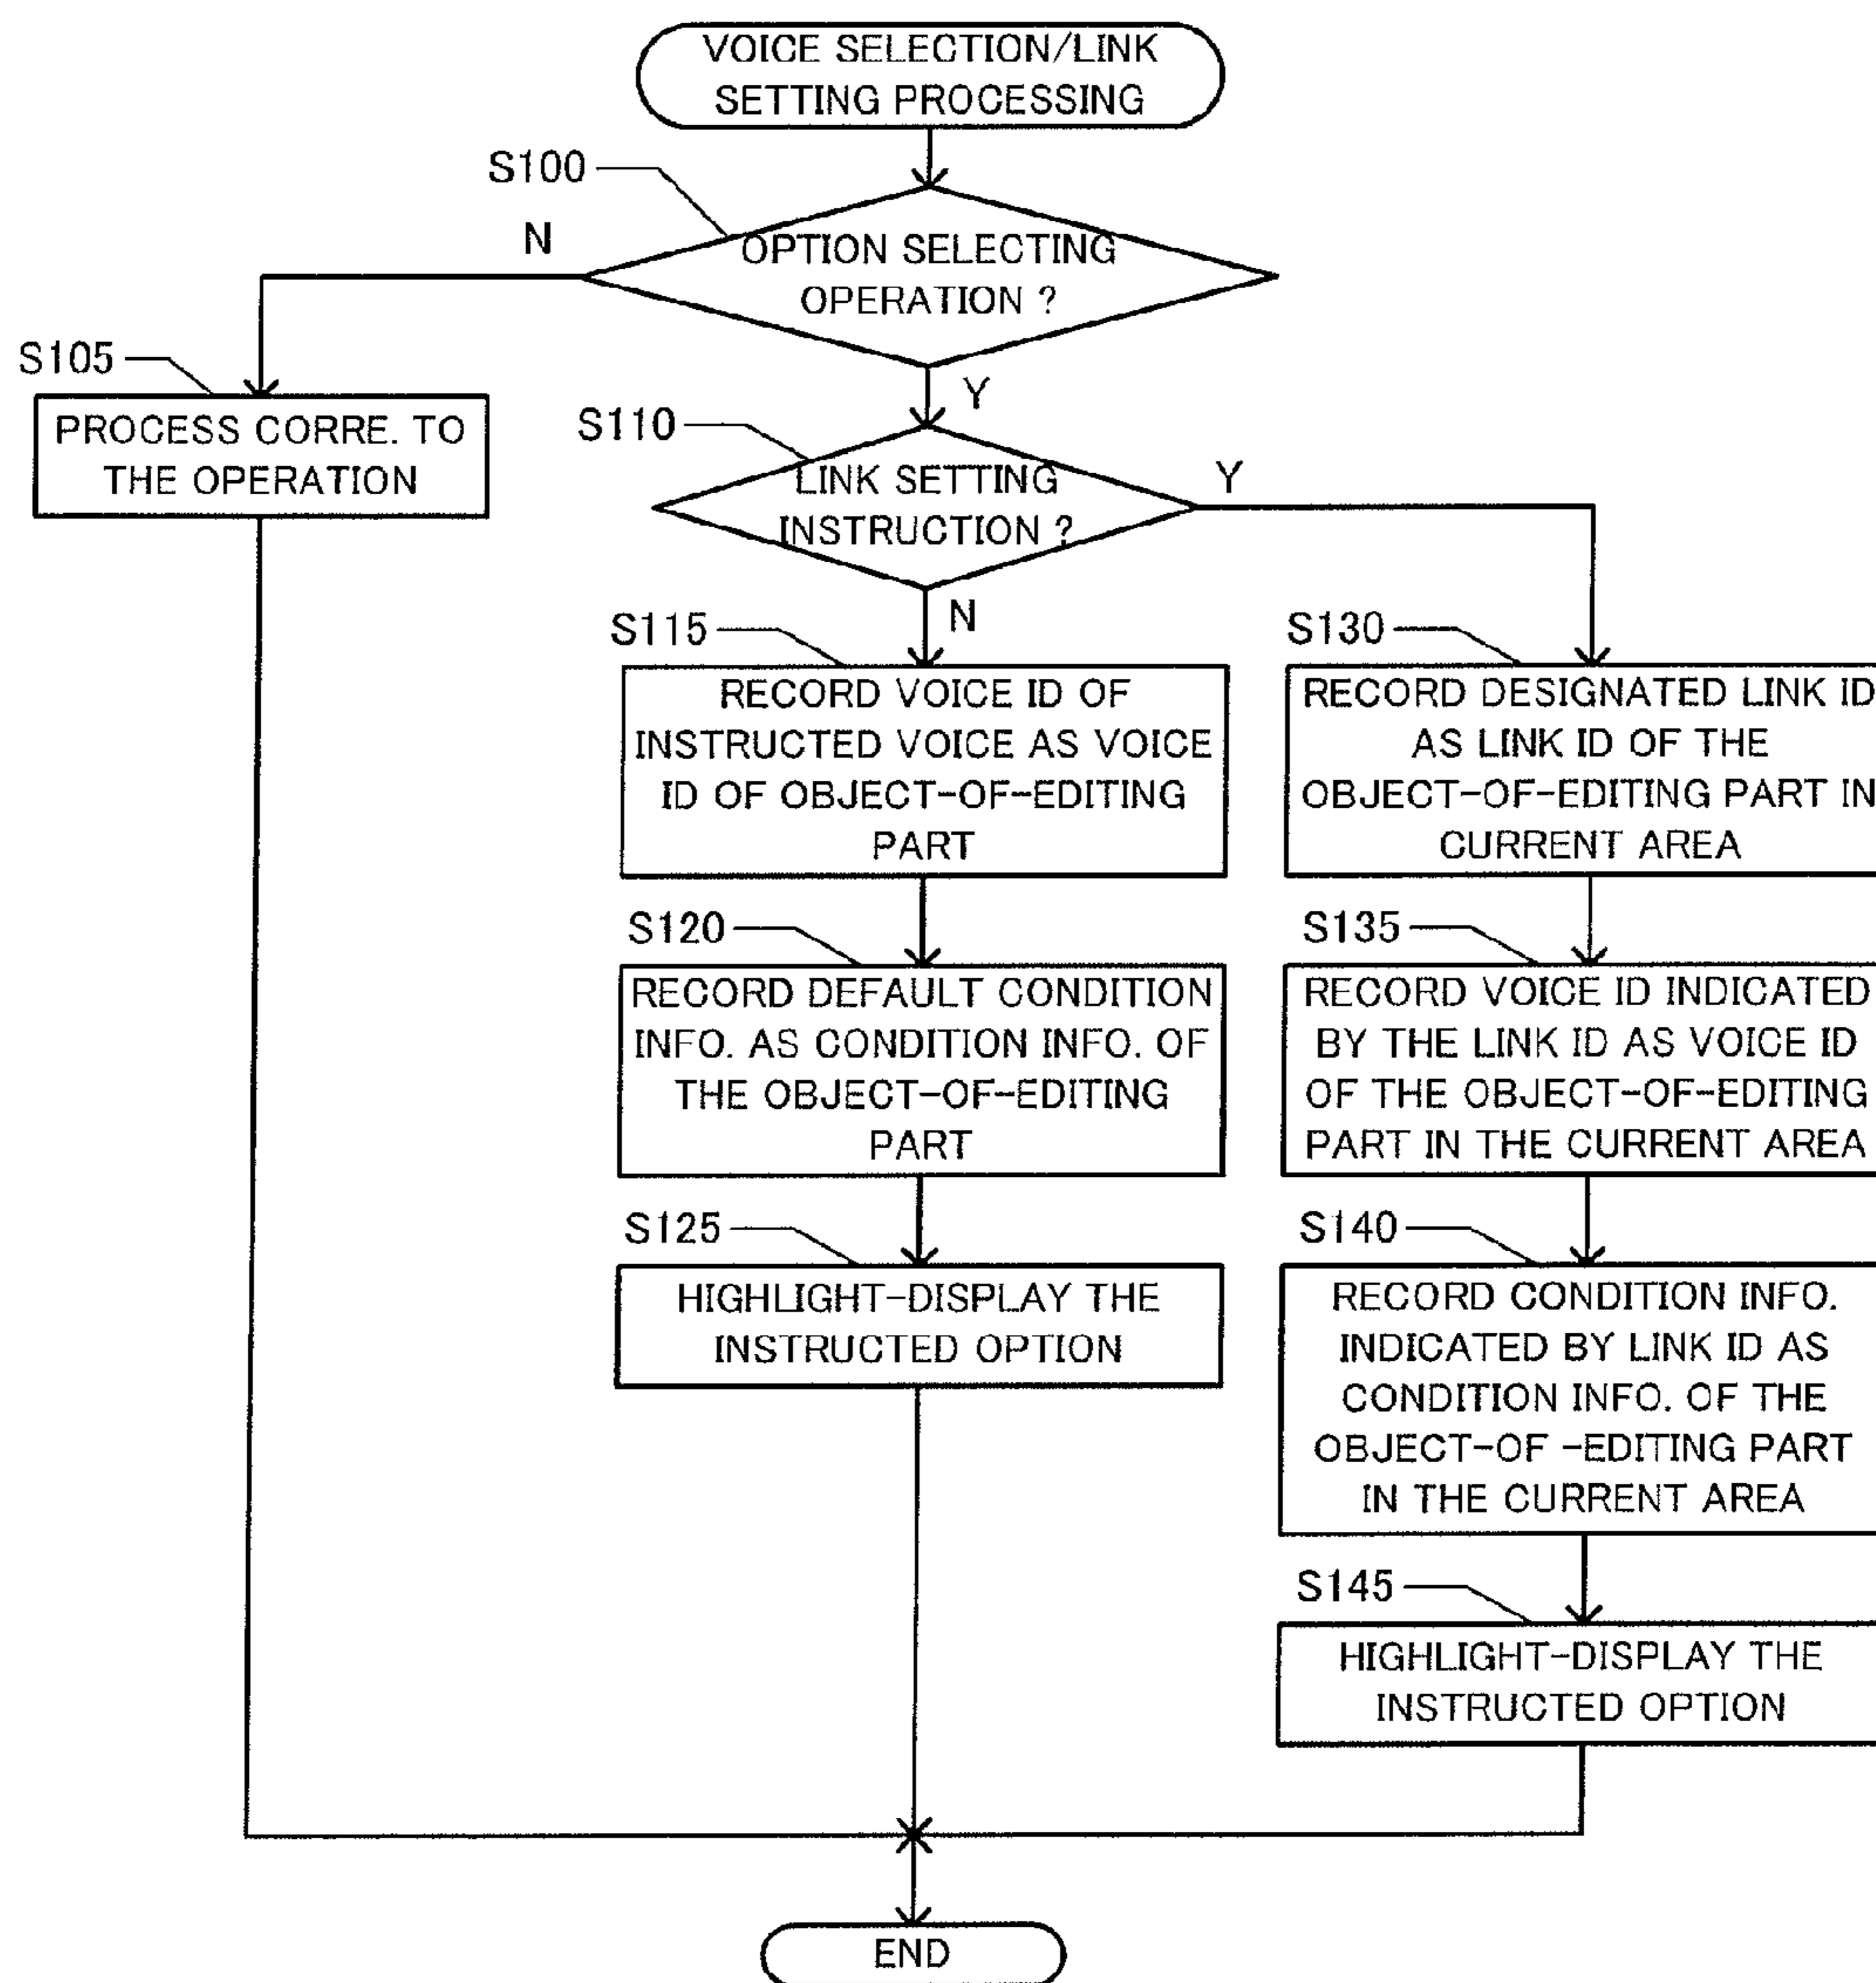 VOICE SELECTION/LINK
SETTING PROCESSING
S100
N
OPTION SELECTING
OPERATION ?
S105
Y
PROCESS CORRE. TO
THE OPERATION
S110
LINK SETTING
INSTRUCTION ?
Y
N
S115
RECORD VOICE ID OF
INSTRUCTED VOICE AS VOICE
ID OF OBJECT-OF-EDITING
PART
S130
RECORD DESIGNATED LINK ID
AS LINK ID OF THE
OBJECT-OF-EDITING PART IN
CURRENT AREA
S120
RECORD DEFAULT CONDITION
INFO. AS CONDITION INFO. OF
THE OBJECT-OF-EDITING
PART
S135
RECORD VOICE ID INDICATED
BY THE LINK ID AS VOICE ID
OF THE OBJECT-OF-EDITING
PART IN THE CURRENT AREA
S125
HIGHLIGHT-DISPLAY THE
INSTRUCTED OPTION
S140
RECORD CONDITION INFO.
INDICATED BY LINK ID AS
CONDITION INFO. OF THE
OBJECT-OF -EDITING PART
IN THE CURRENT AREA
S145
HIGHLIGHT-DISPLAY THE
INSTRUCTED OPTION
END